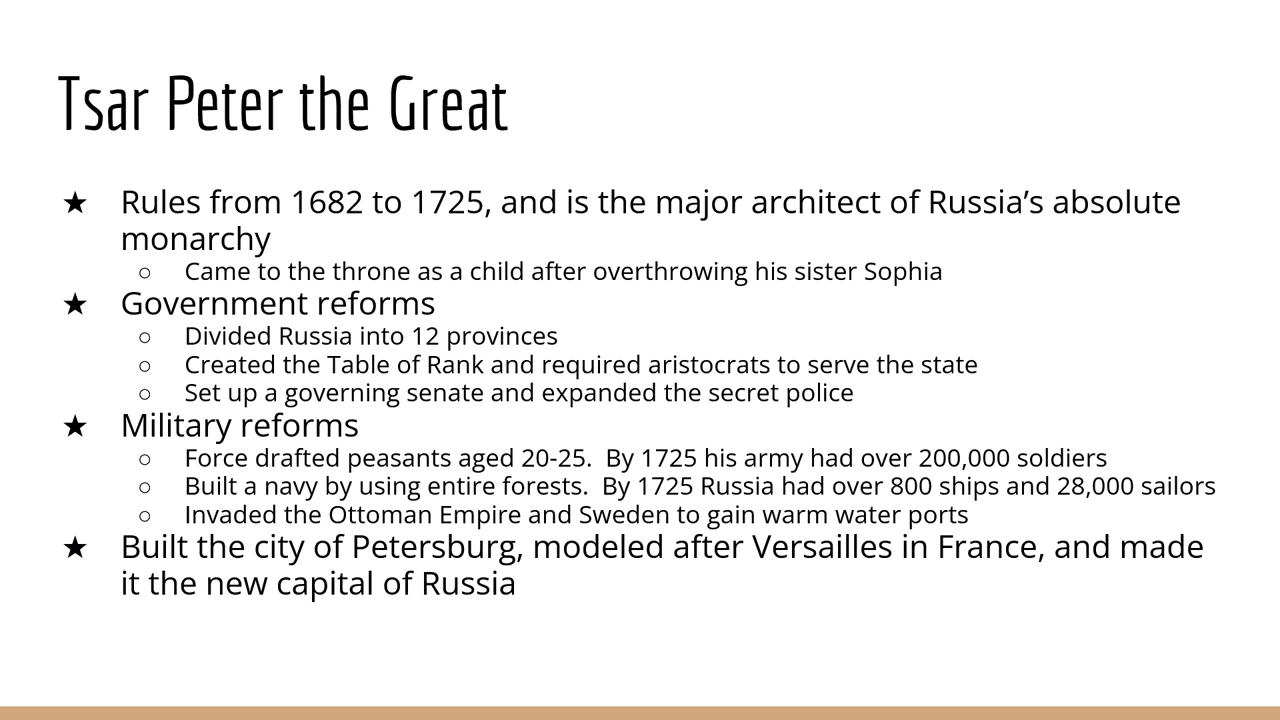 Tsar Peter the Great
★ Rules from 1682 to 1725, and is the major architect of Russia’s absolute
monarchy
○ Came to the throne as a child after overthrowing his sister Sophia
★ Government reforms
○ Divided Russia into 12 provinces
○ Created the Table of Rank and required aristocrats to serve the state
○ Set up a governing senate and expanded the secret police
★ Military reforms
○ Force drafted peasants aged 20-25.  By 1725 his army had over 200,000 soldiers
○ Built a navy by using entire forests.  By 1725 Russia had over 800 ships and 28,000 sailors
○ Invaded the Ottoman Empire and Sweden to gain warm water ports
★ Built the city of Petersburg, modeled after Versailles in France, and made
it the new capital of Russia